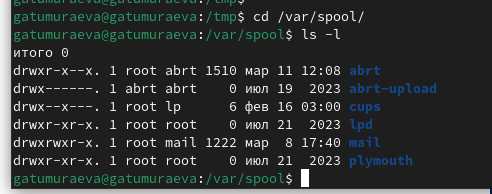 gatumuraeva@gatumuraeva:/tmp$
gatumuraeva@gatumuraeva:/tmp$ cd /var/spool/
gatumuraeva@gatumuraeva:/var/spool$ ls -l
итого 0
drwxr-x--x. 1 root abrt 1510 мар 11 12:08 abrt
drwx------. 1 abrt abrt    0 июл 19  2023 abrt-upload
drwx--x---. 1 root lp      6 фев 16 03:00 cups
drwxr-xr-x. 1 root root    0 июл 21  2023 lpd
drwxrwxr-x. 1 root mail 1222 мар  8 17:40 mail
drwxr-xr-x. 1 root root    0 июл 21  2023 plymouth
gatumuraeva@gatumuraeva:/var/spool$